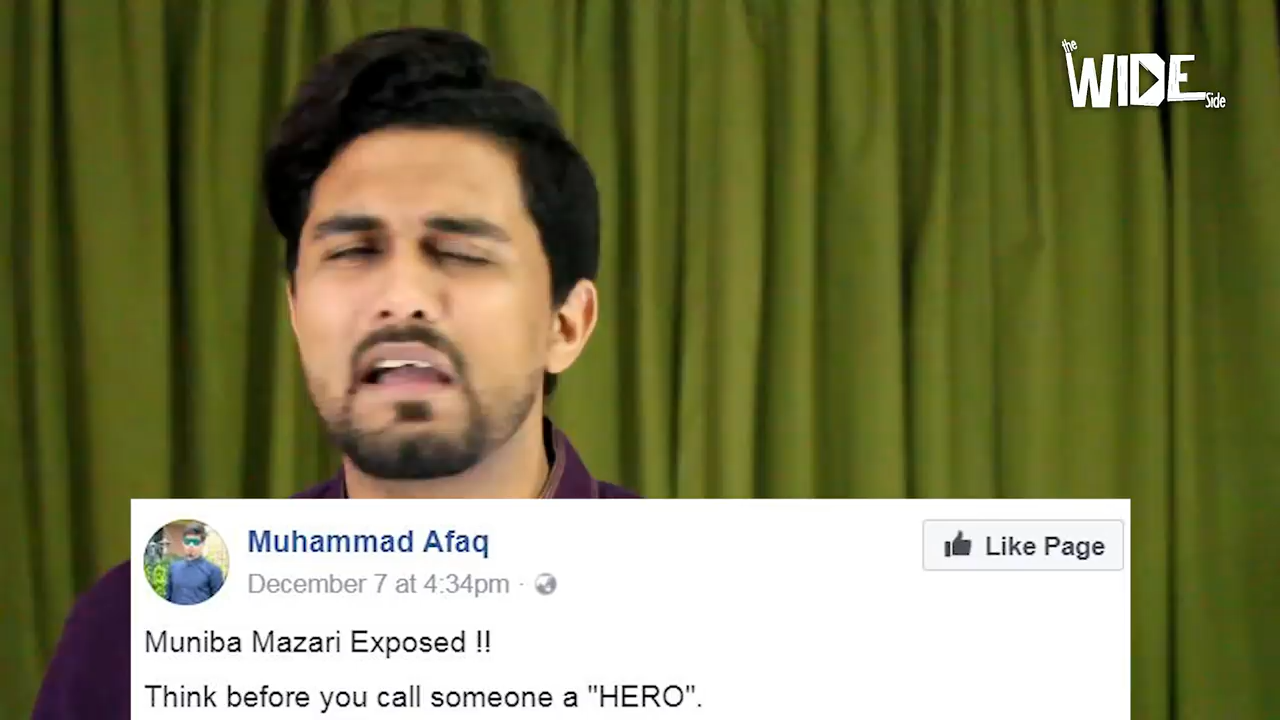 the
WIDE
Side
Muhammad Afaq
Like Page
December 7 at 4:34pm ·
Muniba Mazari Exposed !!
Think before you call someone a "HERO".